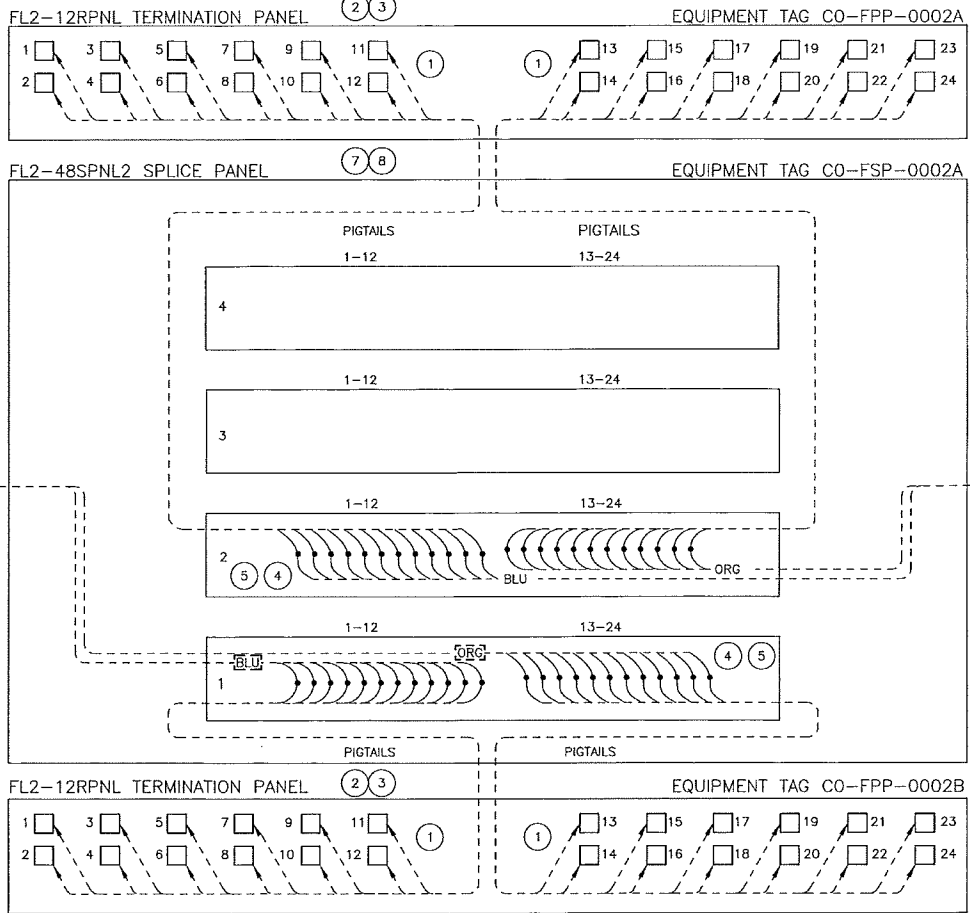 FL2-12RPNL TERMINATION PANEL 2 3 EQUIPMENT TAG CO-FPP-0002A
1 3 5 7 9 11 1 1 13 15 17 19 21 23
2 4 6 8 10 12 14 16 18 20 22 24
FL2-48SPNL2 SPLICE PANEL 7 8 EQUIPMENT TAG CO-FSP-0002A
PIGTAILS PIGTAILS
1-12 13-24
4
1-12 13-24
3
1-12 13-24
2
5 4 BLU ORG
1-12 13-24
BLU ORG 4 5
1
PIGTAILS PIGTAILS
FL2-12RPNL TERMINATION PANEL 2 3 EQUIPMENT TAG CO-FPP-0002B
1 3 5 7 9 11 1 1 13 15 17 19 21 23
2 4 6 8 10 12 14 16 18 20 22 24